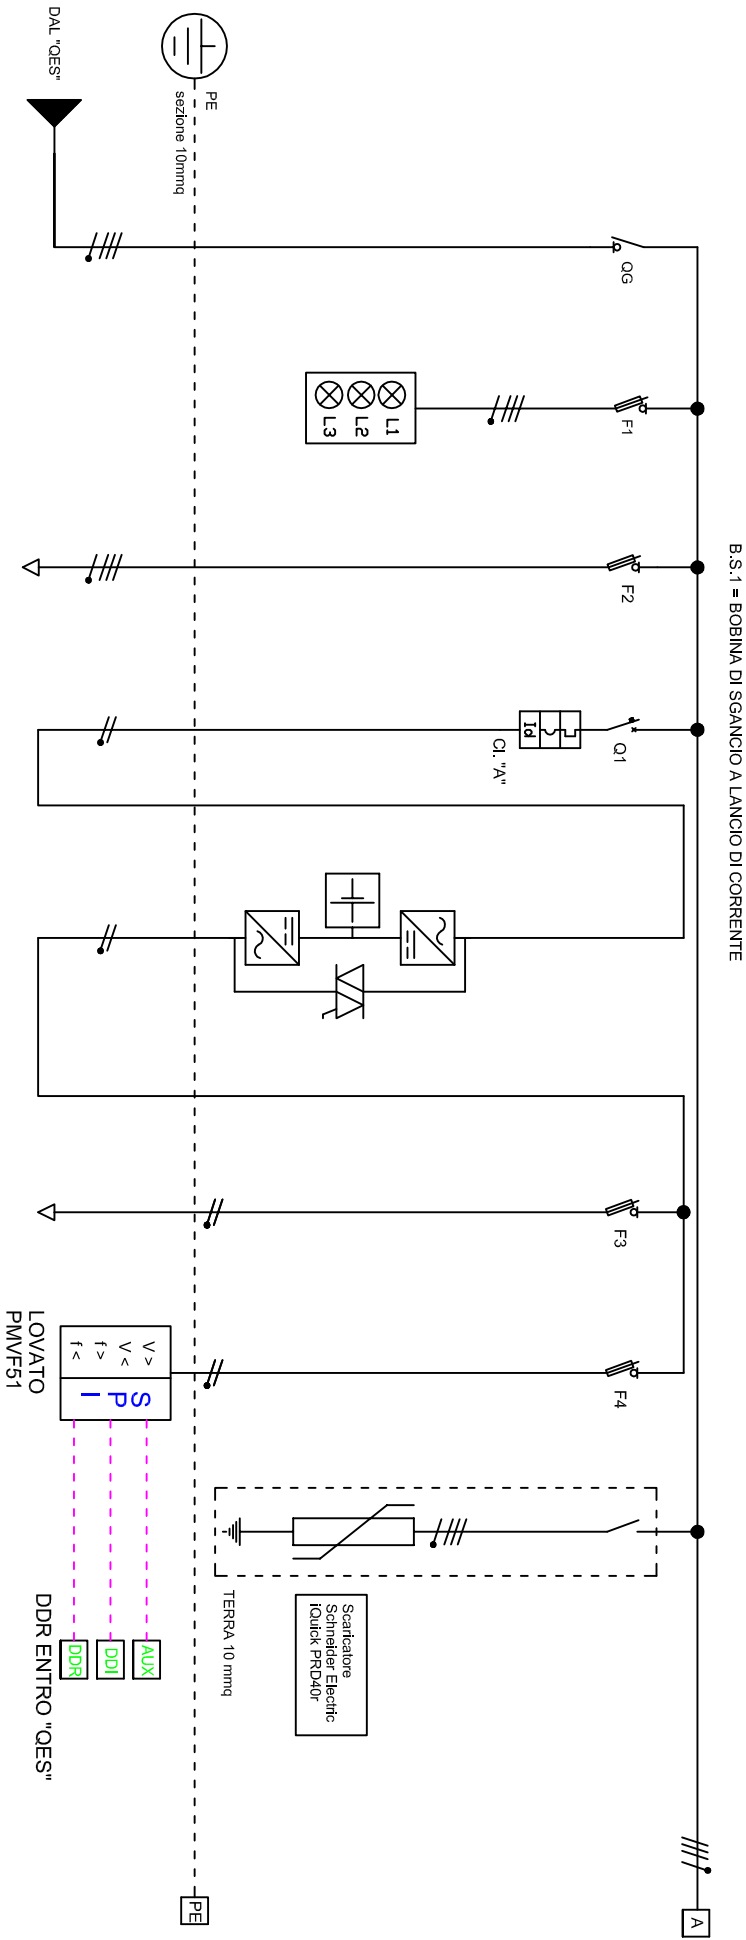 B.S.1 = BOBINA DI SGANCIO A LANCIO DI CORRENTE
DAL "QES"
PE
sezione 10mmq
QG
F1
L1
L2
L3
F2
Q1
Id
Cl. "A"
F3
F4
V >
V <
f >
f <
S
P
I
LOVATO
PMVF51
AUX
DDI
DDR
DDR ENTRO "QES"
TERRA 10 mmq
Scaricatore
Schneider Electric
iQuick PRD40r
PE
A